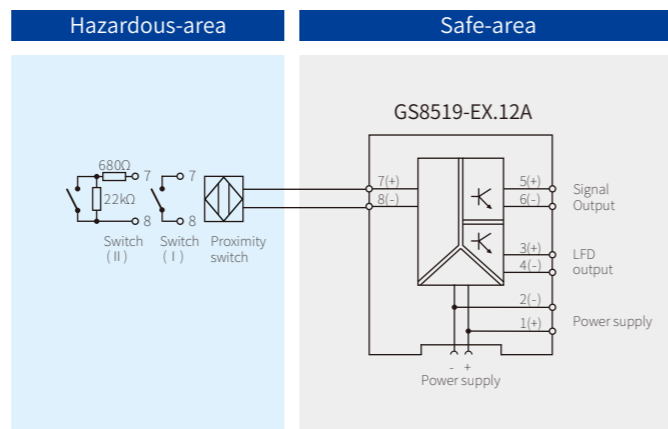 Hazardous-area
Safe-area
GS8519-EX.12A
680Ω
7
7
22kΩ
8
8
Switch
(Ⅱ)
Switch
(Ⅰ)
Proximity
switch
7(+)
8(-)
5(+)
6(-)
Signal
Output
3(+)
4(-)
LFD
output
2(-)
1(+)
Power supply
- +
Power supply